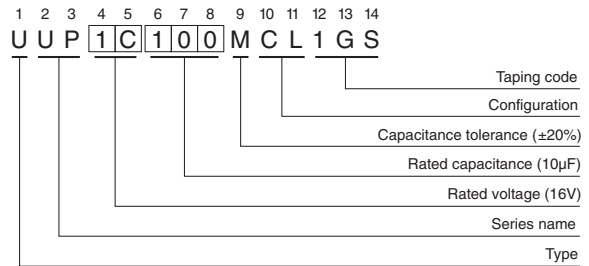 1 2 3 4 5 6 7 8 9 10 11 12 13 14
U U P 1 C 1 0 0 M C L 1 G S
Taping code
Configuration
Capacitance tolerance (±20%)
Rated capacitance (10µF)
Rated voltage (16V)
Series name
Type